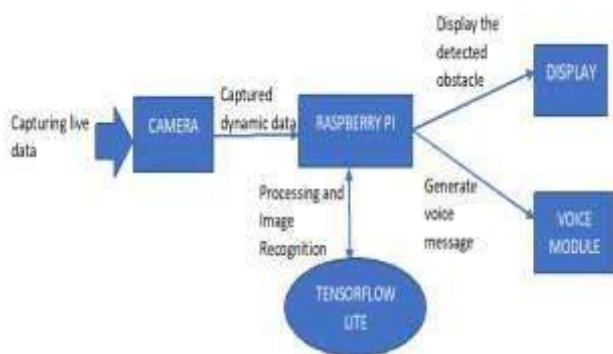 Capturing live
data
CAMERA
Captured
dynamic data
RASPBERRY PI
Display the
detected
obstacle
DISPLAY
Processing and
Image
Recognition
Generate
voice
message
VOICE
MODULE
TENSORFLOW
LITE